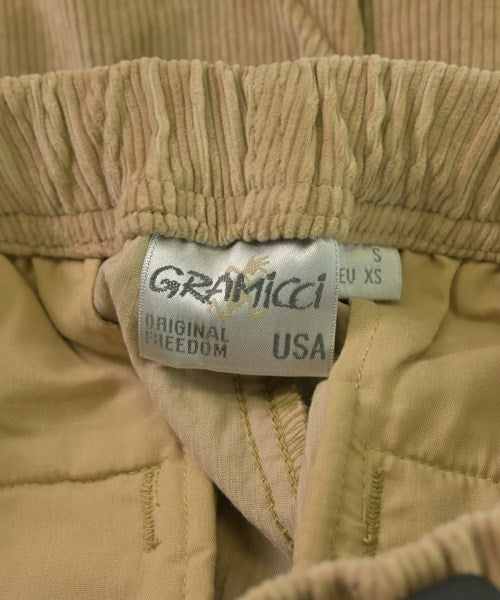 GRAMICCI
ORIGINAL
FREEDOM
USA
S
EU XS